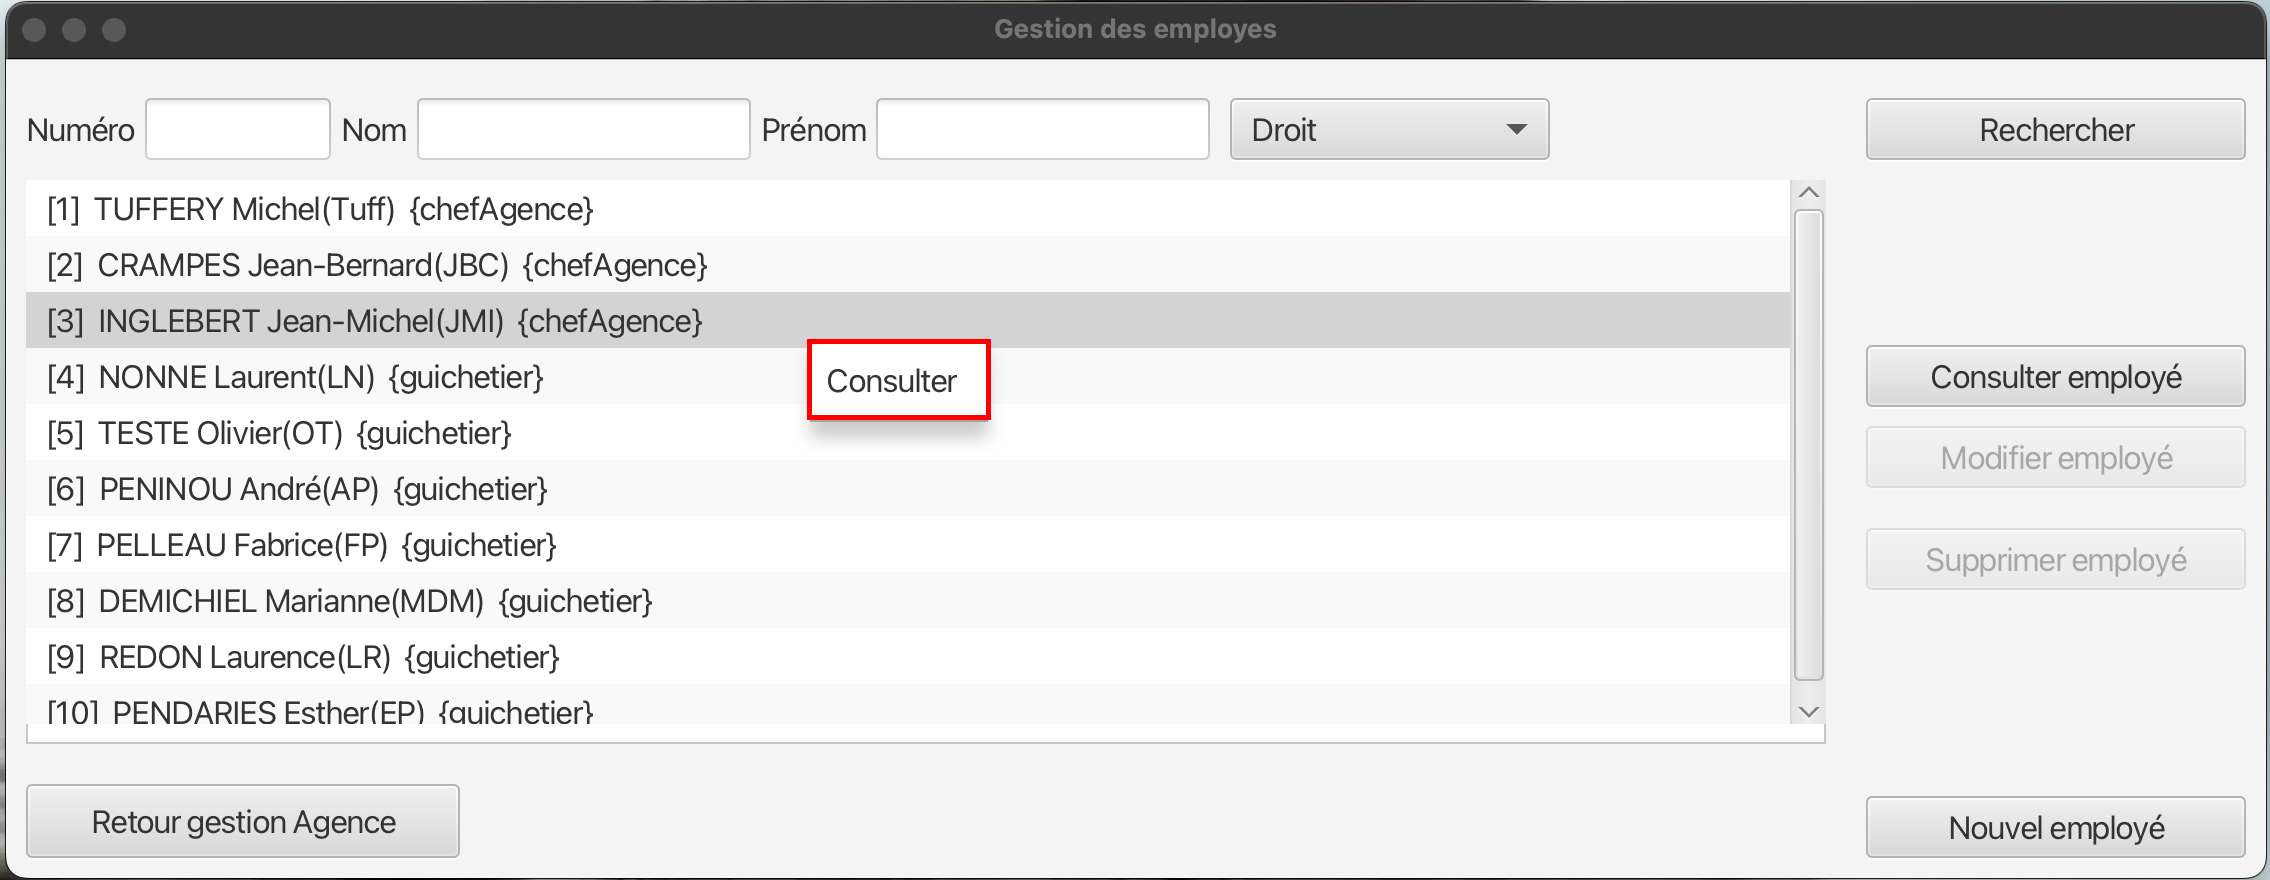 Gestion des employes
Numéro Nom Prénom Droit Rechercher
[1] TUFFERY Michel(Tuff) {chefAgence}
[2] CRAMPES Jean-Bernard(JBC) {chefAgence}
[3] INGLEBERT Jean-Michel(JMI) {chefAgence}
[4] NONNE Laurent(LN) {guichetier}
Consulter
Consulter employé
[5] TESTE Olivier(OT) {guichetier}
Modifier employé
[6] PENINOU André(AP) {guichetier}
[7] PELLEAU Fabrice(FP) {guichetier}
Supprimer employé
[8] DEMICHIEL Marianne(MDM) {guichetier}
[9] REDON Laurence(LR) {guichetier}
[10] PENDARIES Esther(EP) {guichetier}
Retour gestion Agence
Nouvel employé